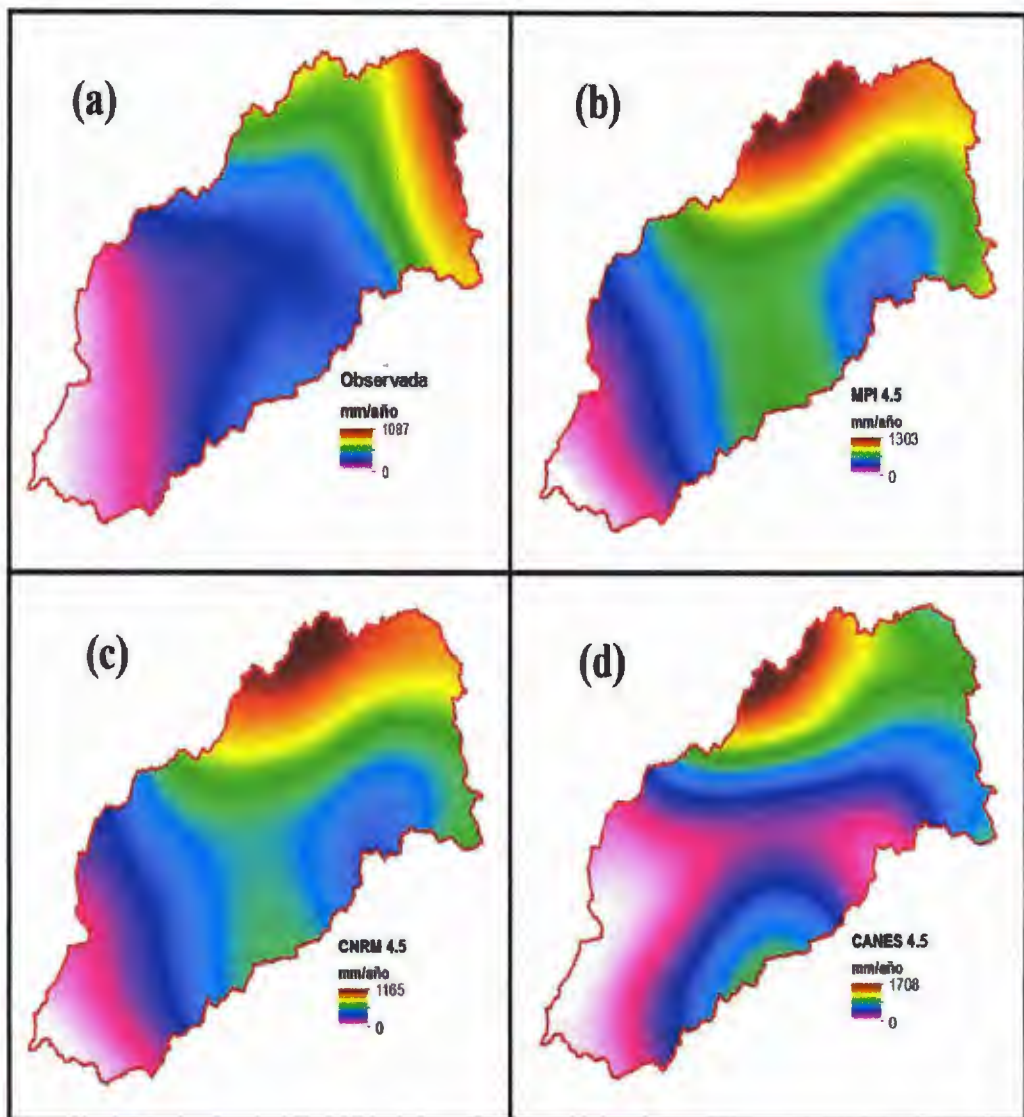 (a)
Observada
mm/año
1087
0
(b)
MPI 4.5
mm/año
1303
0
(c)
CNRM 4.5
mm/año
1165
0
(d)
CANES 4.5
mm/año
1708
0